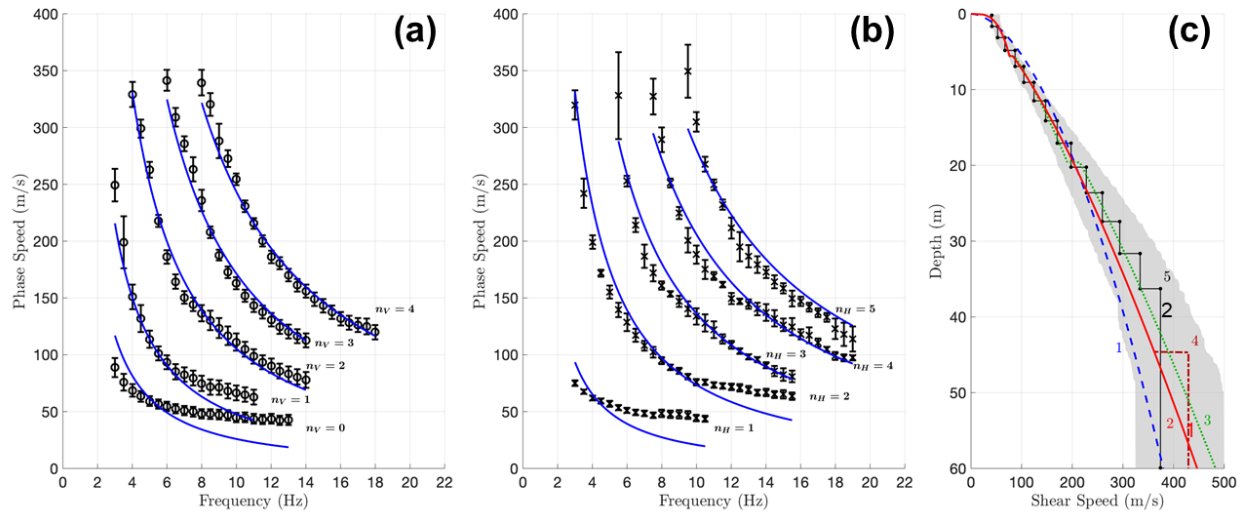 (a)
400
350
300
250
200
150
100
50
0
0 2 4 6 8 10 12 14 16 18 20 22
Phase Speed (m/s)
Frequency (Hz)
n_V = 4
n_V = 3
n_V = 2
n_V = 1
n_V = 0
(b)
400
350
300
250
200
150
100
50
0
0 2 4 6 8 10 12 14 16 18 20 22
Phase Speed (m/s)
Frequency (Hz)
n_H = 5
n_H = 4
n_H = 3
n_H = 2
n_H = 1
(c)
0
10
20
30
40
50
60
0 100 200 300 400 500
Depth (m)
Shear Speed (m/s)
5
2
1
4
2
3